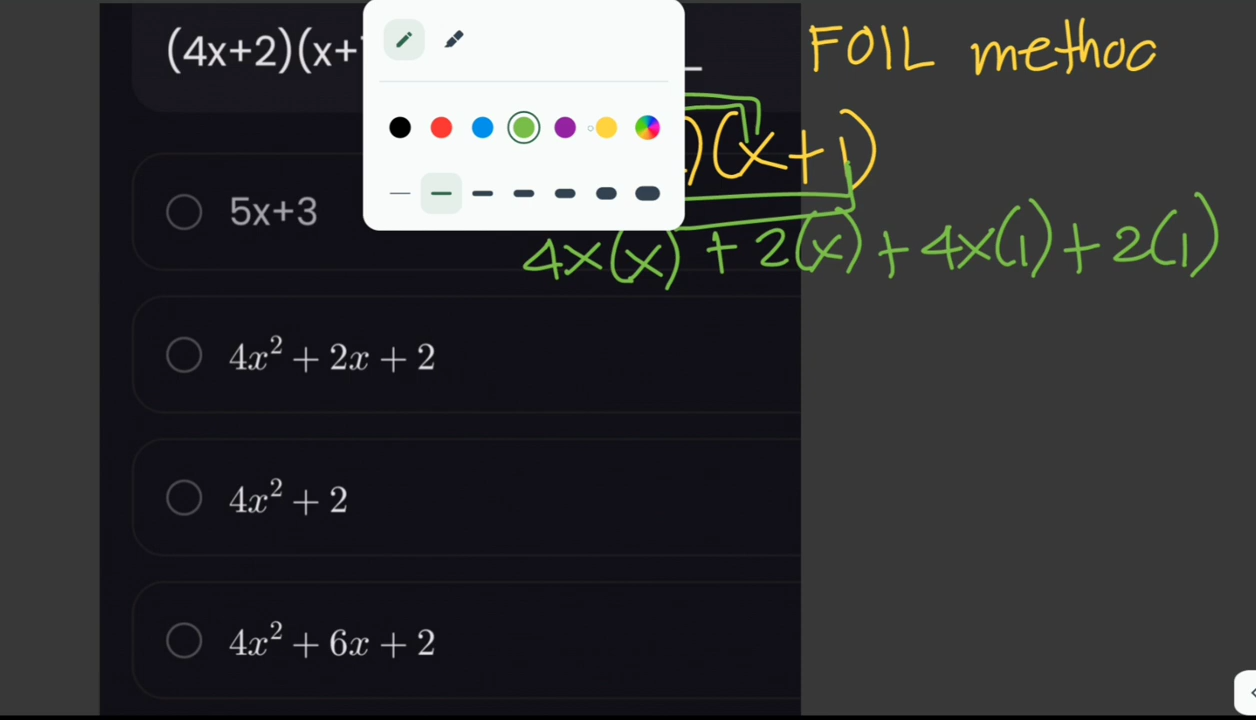 (4x+2)(x+
FOIL method
)(x+1)
5x+3
4x(x) + 2(x) + 4x(1) + 2(1)
4x² + 2x + 2
4x² + 2
4x² + 6x + 2